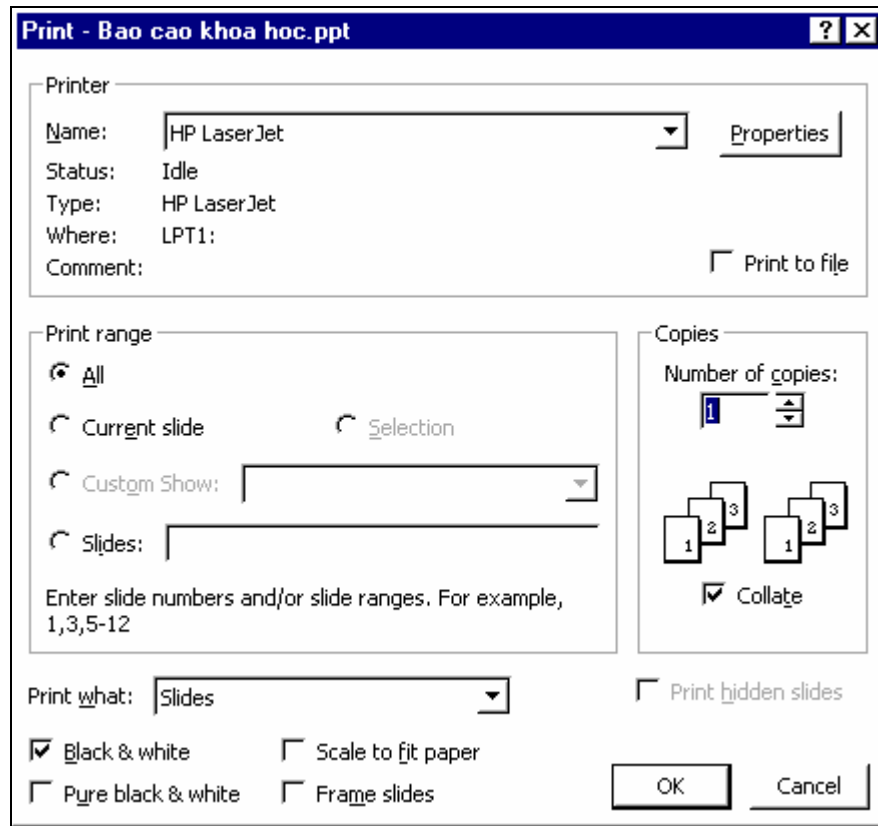 Print - Bao cao khoa hoc.ppt
Printer
Name: HP LaserJet Properties
Status: Idle
Type: HP LaserJet
Where: LPT1:
Comment: Print to file
Print range
All
Current slide Selection
Custom Show:
Slides:
Enter slide numbers and/or slide ranges. For example,
1,3,5-12
Copies
Number of copies:
1
1 2 3 1 2 3
Collate
Print what: Slides Print hidden slides
Black & white Scale to fit paper
Pure black & white Frame slides
OK Cancel